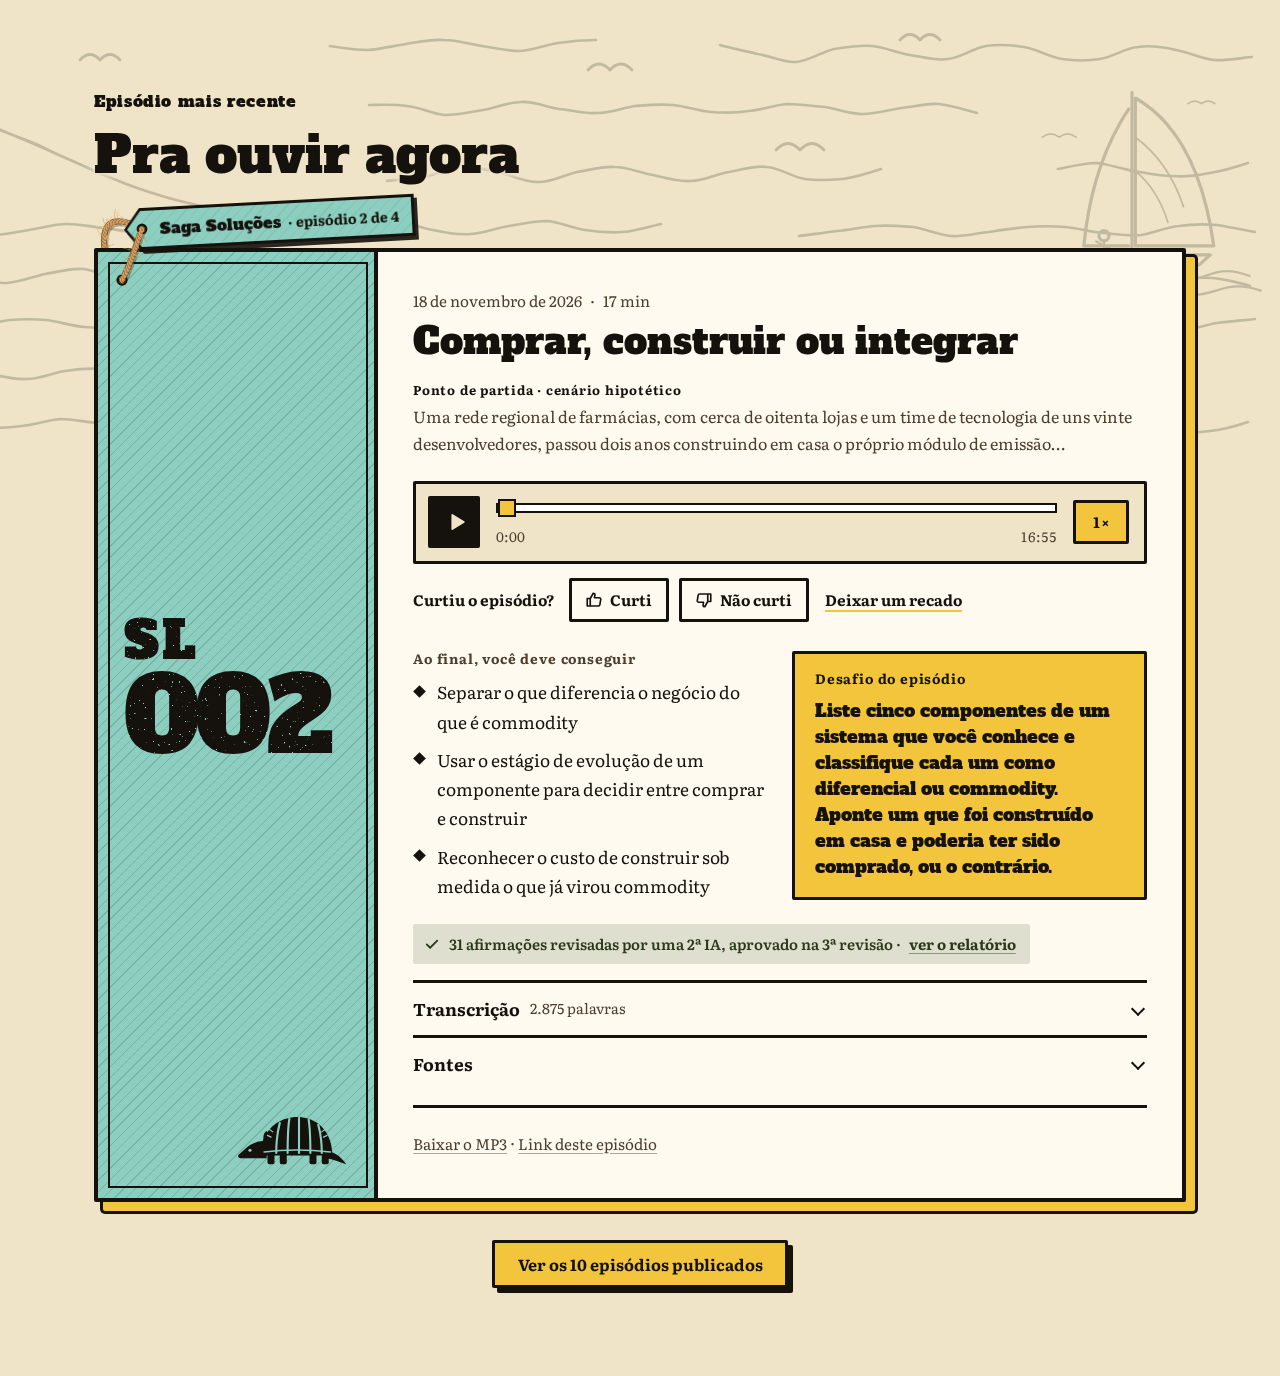 Episódio mais recente
Pra ouvir agora
Saga Soluções · episódio 2 de 4
SL
002
18 de novembro de 2026 · 17 min
Comprar, construir ou integrar
Ponto de partida · cenário hipotético
Uma rede regional de farmácias, com cerca de oitenta lojas e um time de tecnologia de uns vinte
desenvolvedores, passou dois anos construindo em casa o próprio módulo de emissão…
0:00
16:55
1×
Curtiu o episódio?
Curti
Não curti
Deixar um recado
Ao final, você deve conseguir
Separar o que diferencia o negócio do
que é commodity
Usar o estágio de evolução de um
componente para decidir entre comprar
e construir
Reconhecer o custo de construir sob
medida o que já virou commodity
Desafio do episódio
Liste cinco componentes de um
sistema que você conhece e
classifique cada um como
diferencial ou commodity.
Aponte um que foi construído
em casa e poderia ter sido
comprado, ou o contrário.
31 afirmações revisadas por uma 2ª IA, aprovado na 3ª revisão · ver o relatório
Transcrição 2.875 palavras
Fontes
Baixar o MP3 · Link deste episódio
Ver os 10 episódios publicados